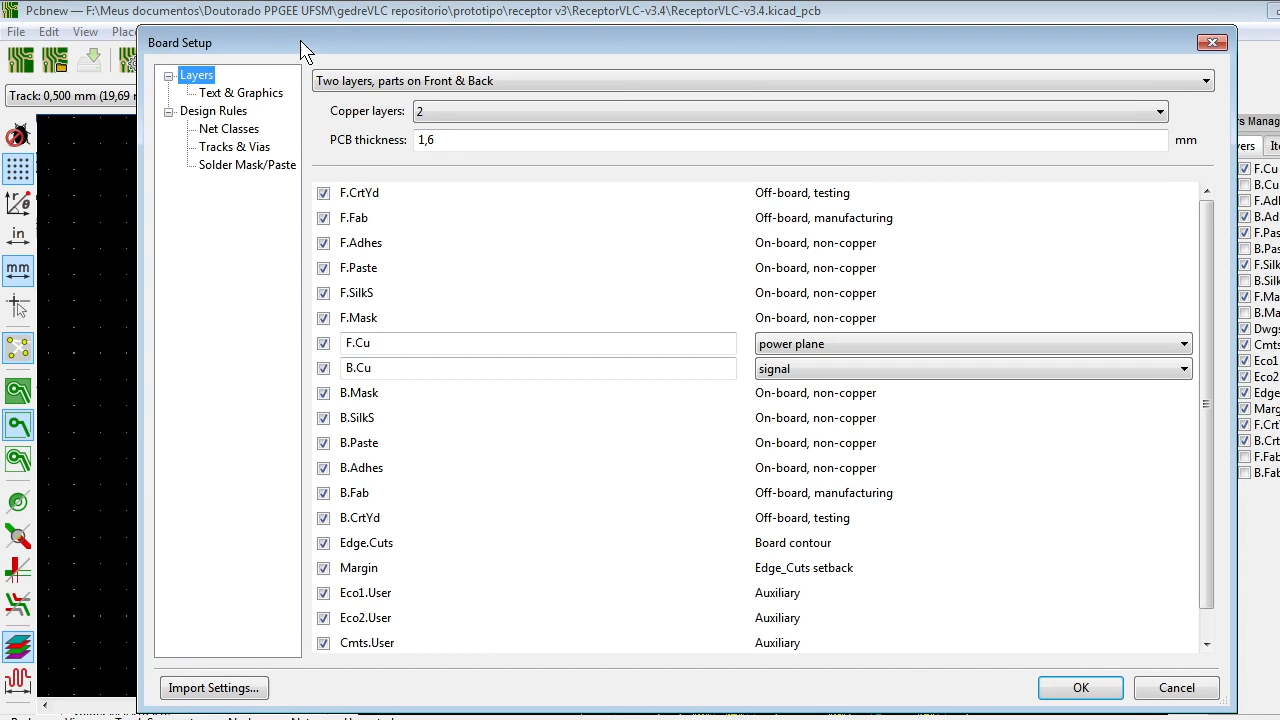 Pcbnew — F:\Meus documentos\Doutorado PPGEE UFSM\gedreVLC repositorio\prototipo\receptor v3\ReceptorVLC-v3.4\ReceptorVLC-v3.4.kicad_pcb
File Edit View Place
Board Setup
Track: 0,500 mm (19,69
Layers
Text & Graphics
Design Rules
Net Classes
Tracks & Vias
Solder Mask/Paste
Two layers, parts on Front & Back
Copper layers: 2
PCB thickness: 1,6 mm
F.CrtYd Off-board, testing
F.Fab Off-board, manufacturing
F.Adhes On-board, non-copper
F.Paste On-board, non-copper
F.SilkS On-board, non-copper
F.Mask On-board, non-copper
F.Cu power plane
B.Cu signal
B.Mask On-board, non-copper
B.SilkS On-board, non-copper
B.Paste On-board, non-copper
B.Adhes On-board, non-copper
B.Fab Off-board, manufacturing
B.CrtYd Off-board, testing
Edge.Cuts Board contour
Margin Edge_Cuts setback
Eco1.User Auxiliary
Eco2.User Auxiliary
Cmts.User Auxiliary
Import Settings...
OK
Cancel
in
mm
rs Manag
yers Ite
F.Cu
B.Cu
F.Adh
B.Ad
F.Pas
B.Pas
F.Silk
B.Silk
F.Ma
B.Ma
Dogs
Cmts
Eco1
Eco2
Edge
Marg
F.Crt
B.Crt
F.Fab
B.Fab